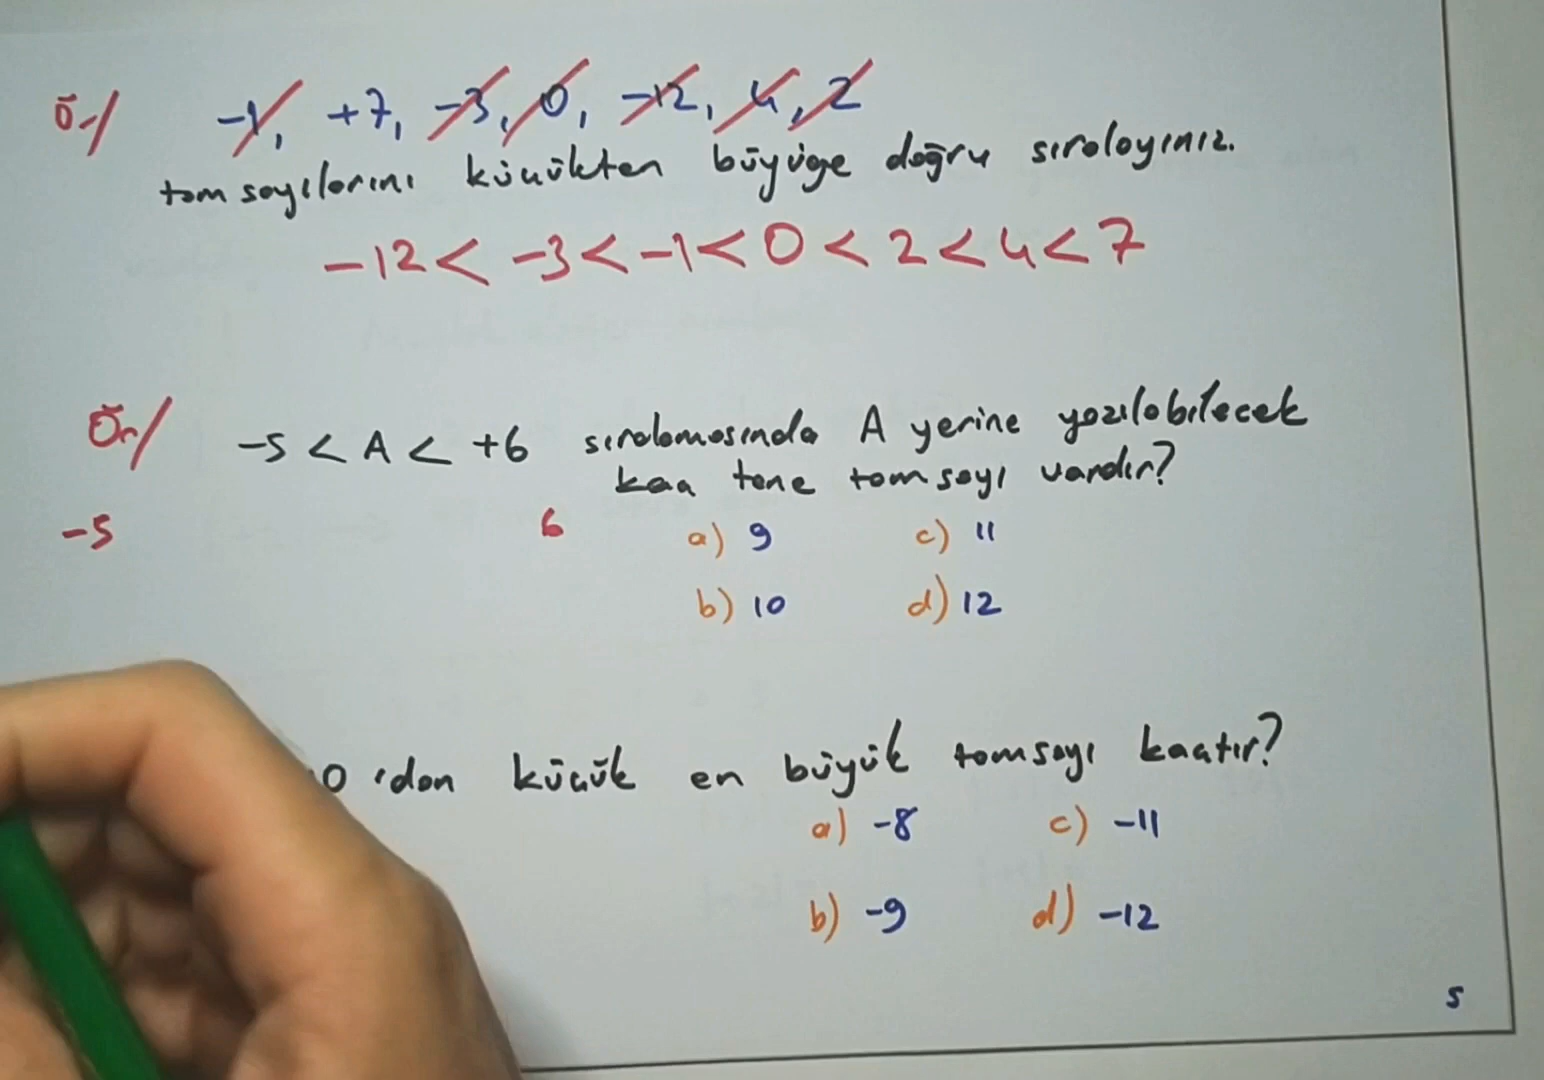 Ör/ -1, +7, -3, 0, -12, 4, 2
tam sayılarını küçükten büyüğe doğru sıralayınız.
-12 < -3 < -1 < 0 < 2 < 4 < 7
Ör/ -5 < A < +6 sıralamasında A yerine yazılabilecek
kaç tane tam sayı vardır?
-5 6 a) 9 c) 11
b) 10 d) 12
0 'dan küçük en büyük tamsayı kaçtır?
a) -8 c) -11
b) -9 d) -12
5